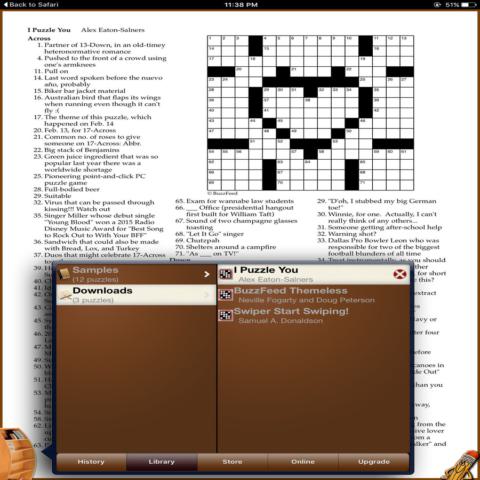 Back to Safari
11:38 PM
51%
I Puzzle You Alex Eaton-Salners
Across
1. Partner of 13-Down, in an old-timey
heteronormative romance
4. Pushed to the front of a crowd using
one's armknees
11. Pull on
14. Last word spoken before the nuevo
año, probably
15. Biker bar jacket material
16. Australian bird that flaps its wings
when running even though it can't
fly :(
17. The theme of this puzzle, which
happened on Feb. 14
20. Feb. 13, for 17-Across
21. Common no. of roses to give
someone on 17-Across: Abbr.
22. Big stack of Benjamins
23. Green juice ingredient that was so
popular last year there was a
worldwide shortage
25. Pioneering point-and-click PC
puzzle game
28. Full-bodied beer
29. Suitable
32. Virus that can be passed through
kissing!!! Watch out
35. Singer Miller whose debut single
"Young Blood" won a 2015 Radio
Disney Music Award for "Best Song
to Rock Out to With Your BFF"
36. Sandwich that could also be made
with Bread, Lox, and Turkey
37. Duos that might celebrate 17-Across
© BuzzFeed
65. Exam for wannabe law students
66. ___ Office (presidential hangout
first built for William Taft)
67. Sound of two champagne glasses
toasting
68. "Let It Go" singer
69. Chutzpah
70. Shelters around a campfire
71. "As ___ on TV!"
Down
29. "D'oh, I stubbed my big German
toe!"
30. Winnie, for one. Actually, I can't
really think of any others...
31. Someone getting after-school help
32. Warning shot?
33. Dallas Pro Bowler Leon who was
responsible for two of the biggest
football blunders of all time
34. Trust instrumentally, as you should
Samples
(12 puzzles)
Downloads
(3 puzzles)
I Puzzle You
Alex Eaton-Salners
BuzzFeed Themeless
Neville Fogarty and Doug Peterson
Swiper Start Swiping!
Samuel A. Donaldson
History
Library
Store
Online
Upgrade